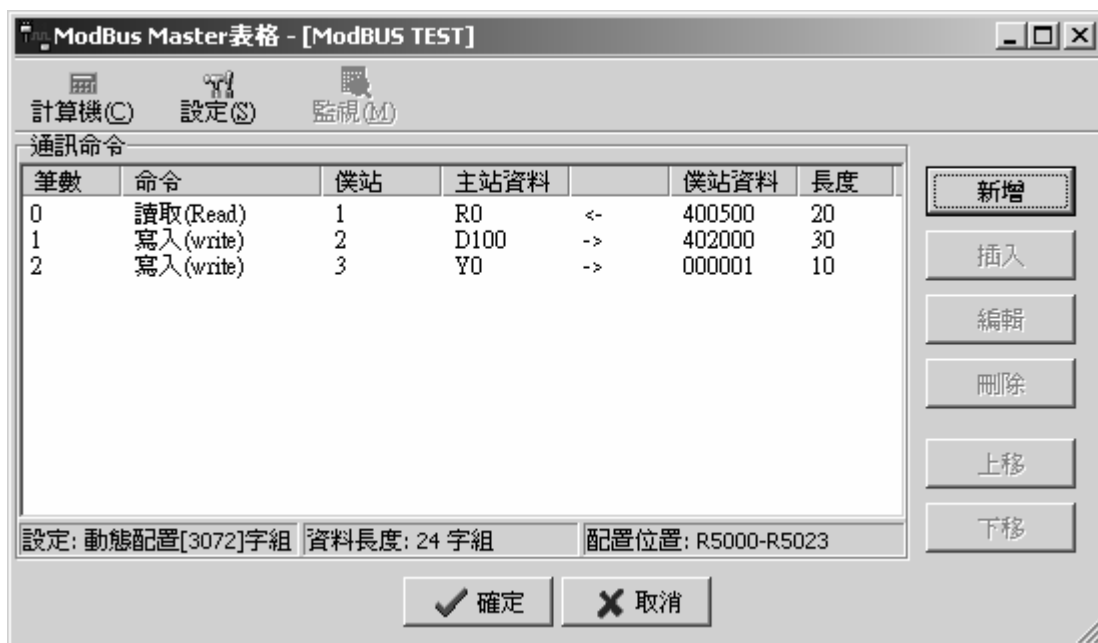 ModBus Master表格 - [ModBUS TEST]
計算機(C) 設定(S) 監視(M)
通訊命令
筆數 命令 僕站 主站資料 僕站資料 長度
0 讀取(Read) 1 R0 <- 400500 20
1 寫入(write) 2 D100 -> 402000 30
2 寫入(write) 3 Y0 -> 000001 10
設定: 動態配置[3072]字組 資料長度: 24 字組 配置位置: R5000-R5023
新增
插入
編輯
刪除
上移
下移
確定 取消